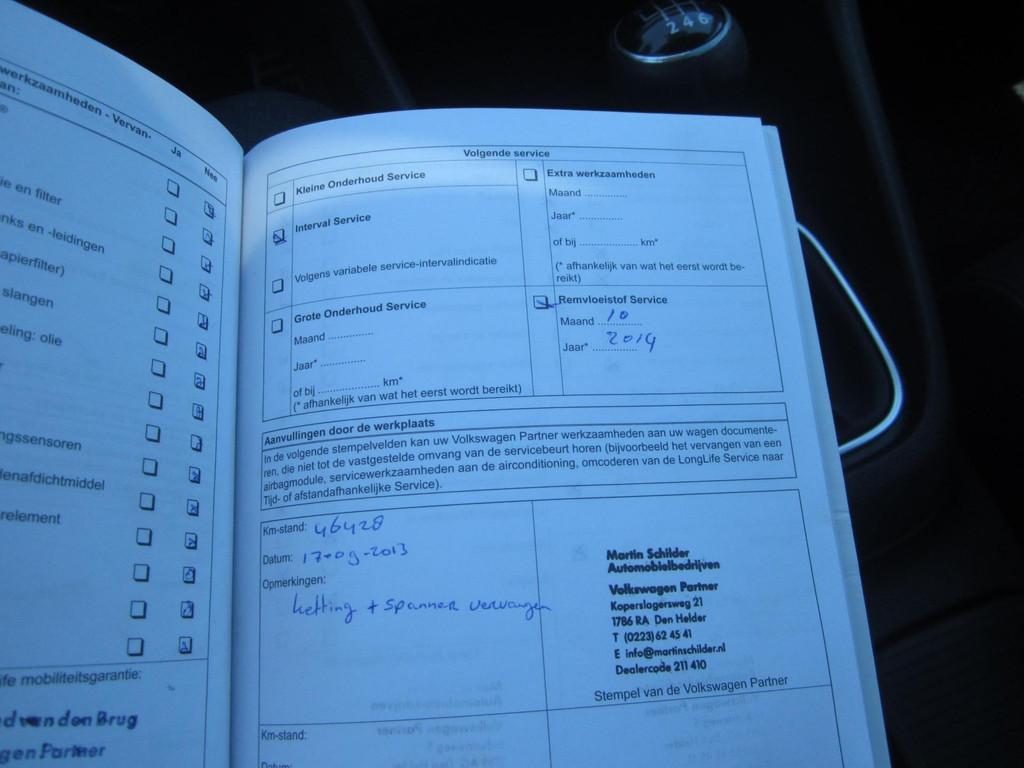 2 4 6
werkzaamheden - Vervan-
an:
Ja
Nee
ie en filter
nks en -leidingen
apierfilter)
slangen
eling: olie
ngssensoren
denafdichtmiddel
relement
ife mobiliteitsgarantie:
d van den Brug
gen Partner
Volgende service
Kleine Onderhoud Service
Interval Service
Volgens variabele service-intervalindicatie
Grote Onderhoud Service
Maand ...............
Jaar* ...............
of bij .................... km*
(* afhankelijk van wat het eerst wordt bereikt)
Extra werkzaamheden
Maand ...............
Jaar* ...............
of bij .................... km*
(* afhankelijk van wat het eerst wordt be-
reikt)
Remvloeistof Service
Maand 10
Jaar* 2014
Aanvullingen door de werkplaats
In de volgende stempelvelden kan uw Volkswagen Partner werkzaamheden aan uw wagen documente-
ren, die niet tot de vastgestelde omvang van de servicebeurt horen (bijvoorbeeld het vervangen van een
airbagmodule, servicewerkzaamheden aan de airconditioning, omcoderen van de LongLife Service naar
Tijd- of afstandafhankelijke Service).
Km-stand: 46428
Datum: 17-09-2013
Opmerkingen:
ketting + spanner vervangen
Martin Schilder
Automobielbedrijven
Volkswagen Partner
Koperslagersweg 21
1786 RA Den Helder
T (0223) 62 45 41
E info@martinschilder.nl
Dealercode 211 410
Stempel van de Volkswagen Partner
Km-stand:
Datum: